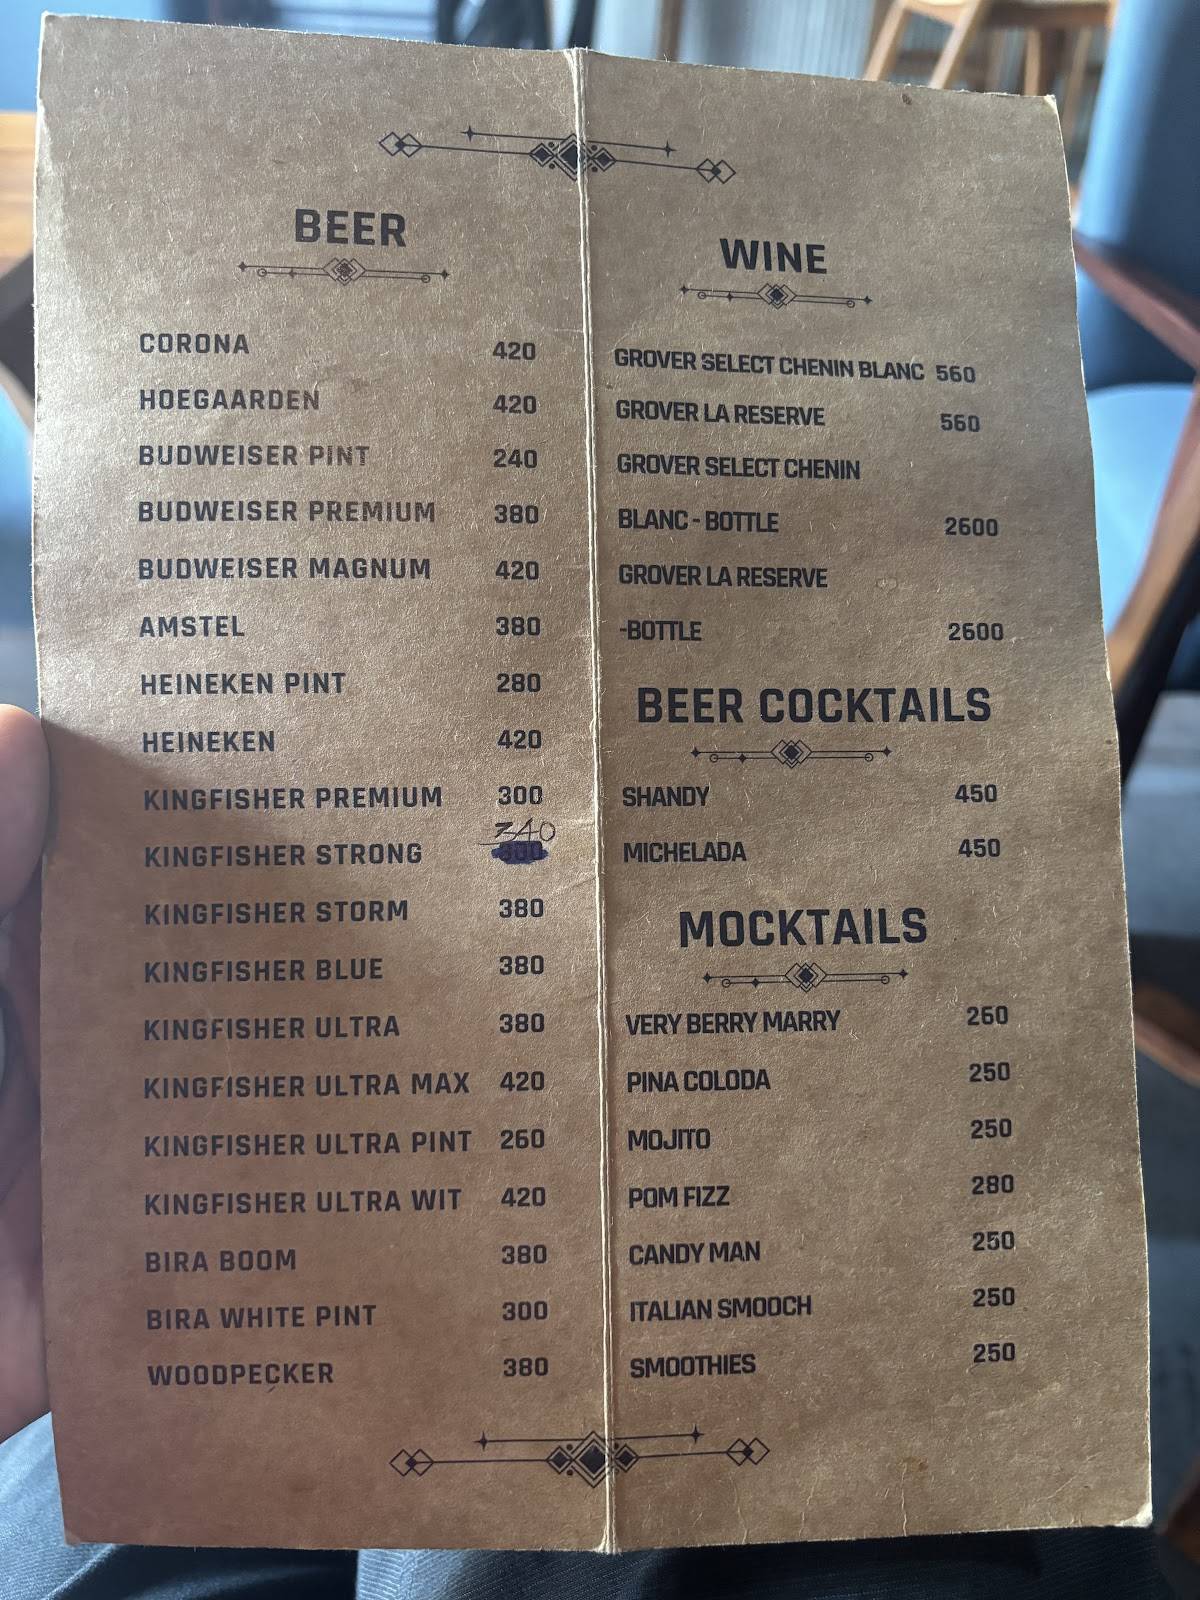 BEER
CORONA 420
HOEGAARDEN 420
BUDWEISER PINT 240
BUDWEISER PREMIUM 380
BUDWEISER MAGNUM 420
AMSTEL 380
HEINEKEN PINT 280
HEINEKEN 420
KINGFISHER PREMIUM 300
KINGFISHER STRONG 340
KINGFISHER STORM 380
KINGFISHER BLUE 380
KINGFISHER ULTRA 380
KINGFISHER ULTRA MAX 420
KINGFISHER ULTRA PINT 260
KINGFISHER ULTRA WIT 420
BIRA BOOM 380
BIRA WHITE PINT 300
WOODPECKER 380
WINE
GROVER SELECT CHENIN BLANC 560
GROVER LA RESERVE 560
GROVER SELECT CHENIN
BLANC - BOTTLE 2600
GROVER LA RESERVE
-BOTTLE 2600
BEER COCKTAILS
SHANDY 450
MICHELADA 450
MOCKTAILS
VERY BERRY MARRY 260
PINA COLODA 250
MOJITO 250
POM FIZZ 280
CANDY MAN 250
ITALIAN SMOOCH 250
SMOOTHIES 250